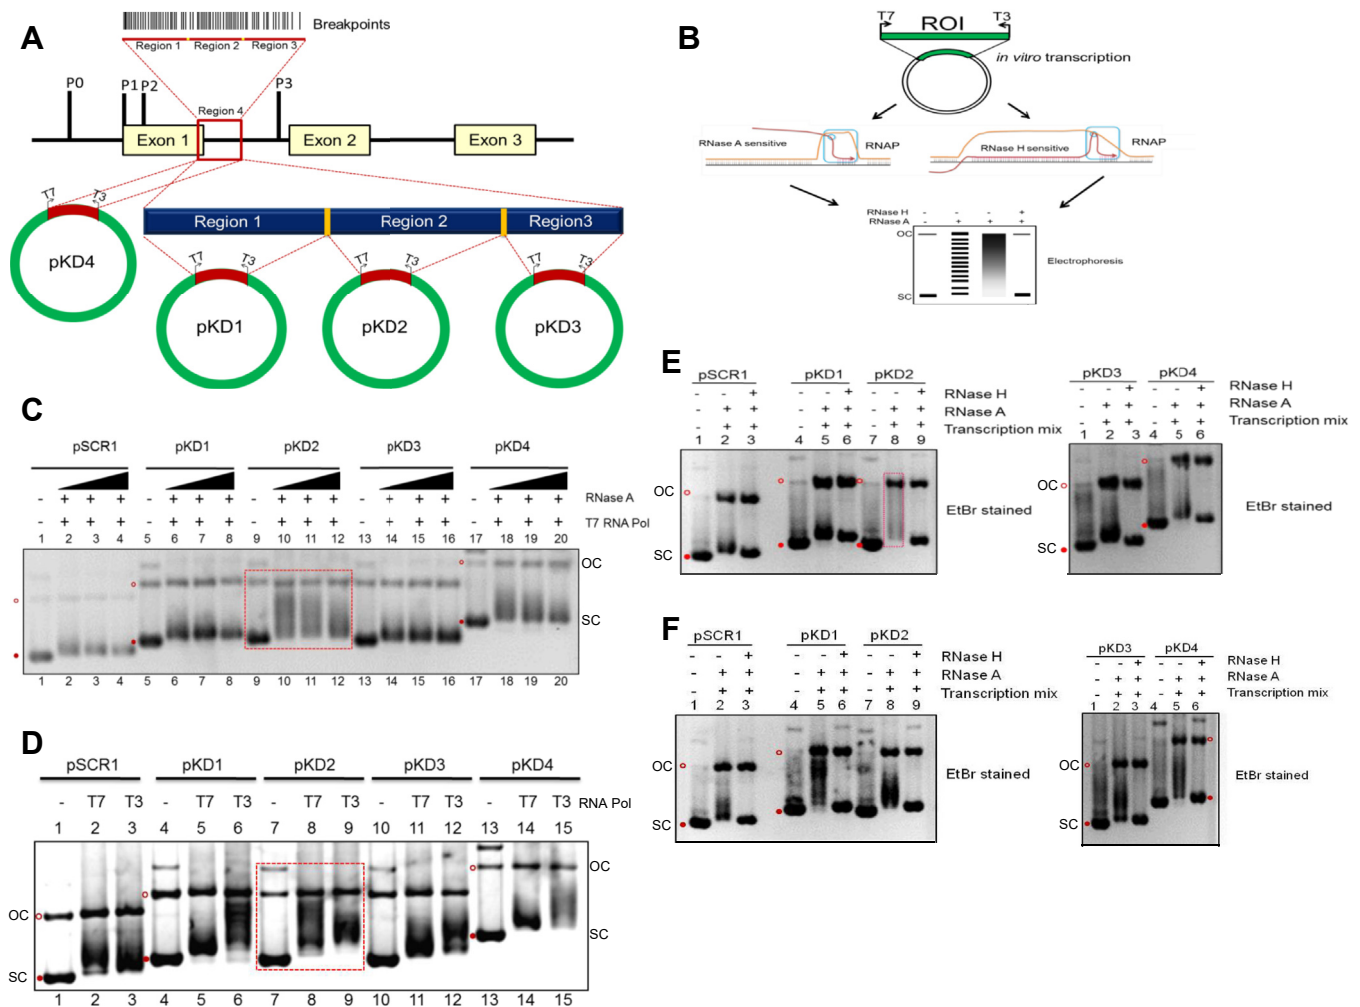 A
Breakpoints
Region 1 Region 2 Region 3
P0 P1 P2 P3
Region 4
Exon 1 Exon 2 Exon 3
T7 T3
pKD4
Region 1 Region 2 Region3
T7 T3 T7 T3 T7 T3
pKD1 pKD2 pKD3
B
T7 ROI T3
in vitro transcription
RNase A sensitive RNAP
RNase H sensitive RNAP
RNase H - - - +
RNase A - + + +
OC
Electrophoresis
SC
C
pSCR1 pKD1 pKD2 pKD3 pKD4
- + + + - + + + - + + + - + + + - + + + RNase A
- + + + - + + + - + + + - + + + - + + + T7 RNA Pol
1 2 3 4 5 6 7 8 9 10 11 12 13 14 15 16 17 18 19 20
OC
SC
1 2 3 4 5 6 7 8 9 10 11 12 13 14 15 16 17 18 19 20
D
pSCR1 pKD1 pKD2 pKD3 pKD4
- T7 T3 - T7 T3 - T7 T3 - T7 T3 - T7 T3 RNA Pol
1 2 3 4 5 6 7 8 9 10 11 12 13 14 15
OC OC
SC SC
1 2 3 4 5 6 7 8 9 10 11 12 13 14 15
E
pSCR1 pKD1 pKD2
- - + - - + - - + RNase H
- + + - + + - + + RNase A
- + + - + + - + + Transcription mix
1 2 3 4 5 6 7 8 9
OC
EtBr stained
SC
pKD3 pKD4
- - + - - + RNase H
- + + - + + RNase A
- + + - + + Transcription mix
1 2 3 4 5 6
OC
EtBr stained
SC
F
pSCR1 pKD1 pKD2
- - + - - + - - + RNase H
- + + - + + - + + RNase A
- + + - + + - + + Transcription mix
1 2 3 4 5 6 7 8 9
OC
EtBr stained
SC
pKD3 pKD4
- - + - - + RNase H
- + + - + + RNase A
- + + - + + Transcription mix
1 2 3 4 5 6
OC
EtBr stained
SC